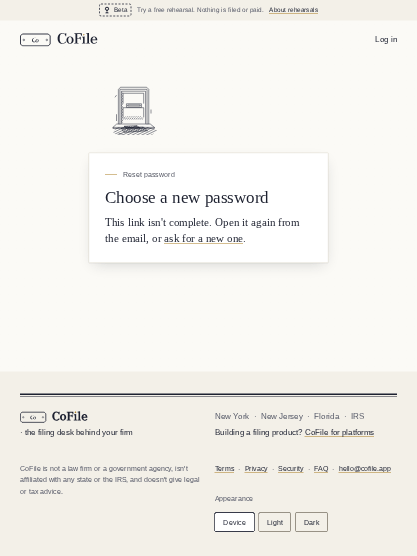 Beta Try a free rehearsal. Nothing is filed or paid. About rehearsals
Co CoFile Log in
Reset password
Choose a new password
This link isn't complete. Open it again from
the email, or ask for a new one.
Co CoFile
· the filing desk behind your firm
New York · New Jersey · Florida · IRS
Building a filing product? CoFile for platforms
CoFile is not a law firm or a government agency, isn't
affiliated with any state or the IRS, and doesn't give legal
or tax advice.
Terms · Privacy · Security · FAQ · hello@cofile.app
Appearance
Device Light Dark